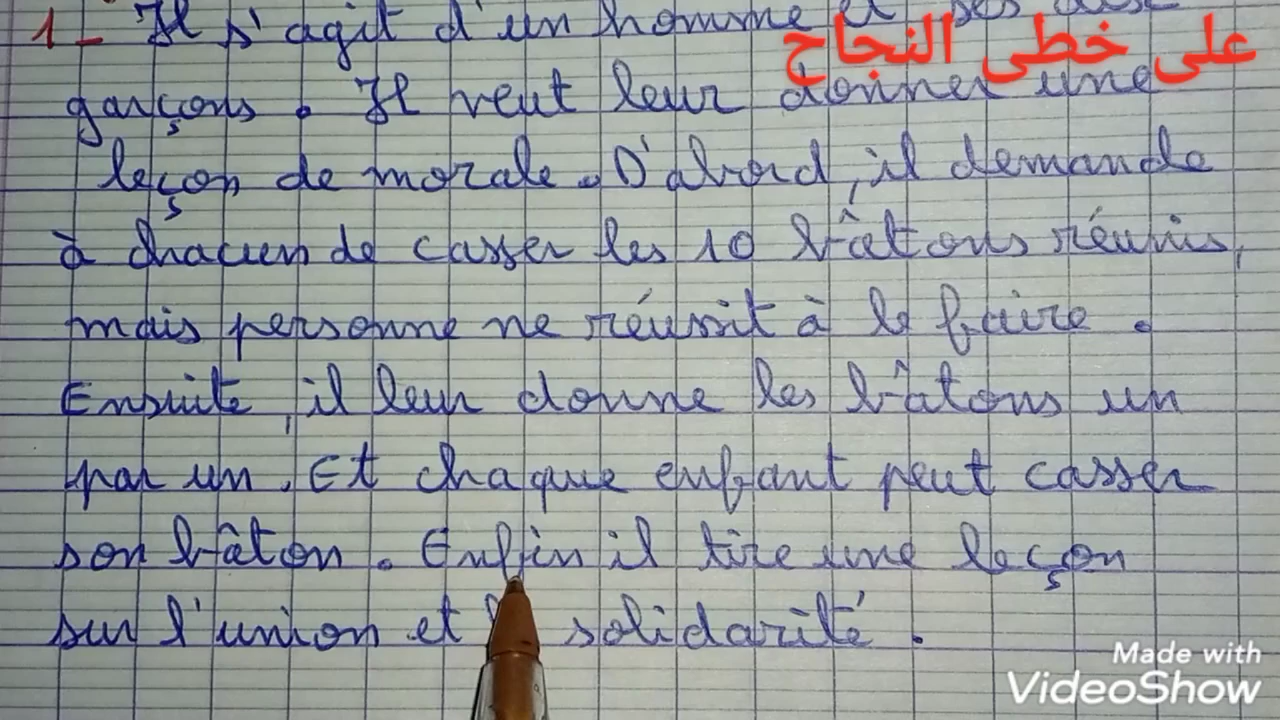 1_ Il s'agit d'un homme et ses
على خطى النجاح
garçons. Il veut leur donner une
leçon de morale. D'abord, il demande
à chacun de casser les 10 bâtons réunis,
mais personne ne réussit à le faire.
Ensuite, il leur donne les bâtons un
par un. Et chaque enfant peut casser
son bâton. Enfin il tire une leçon
sur l'union et solidarité.
Made with
VideoShow